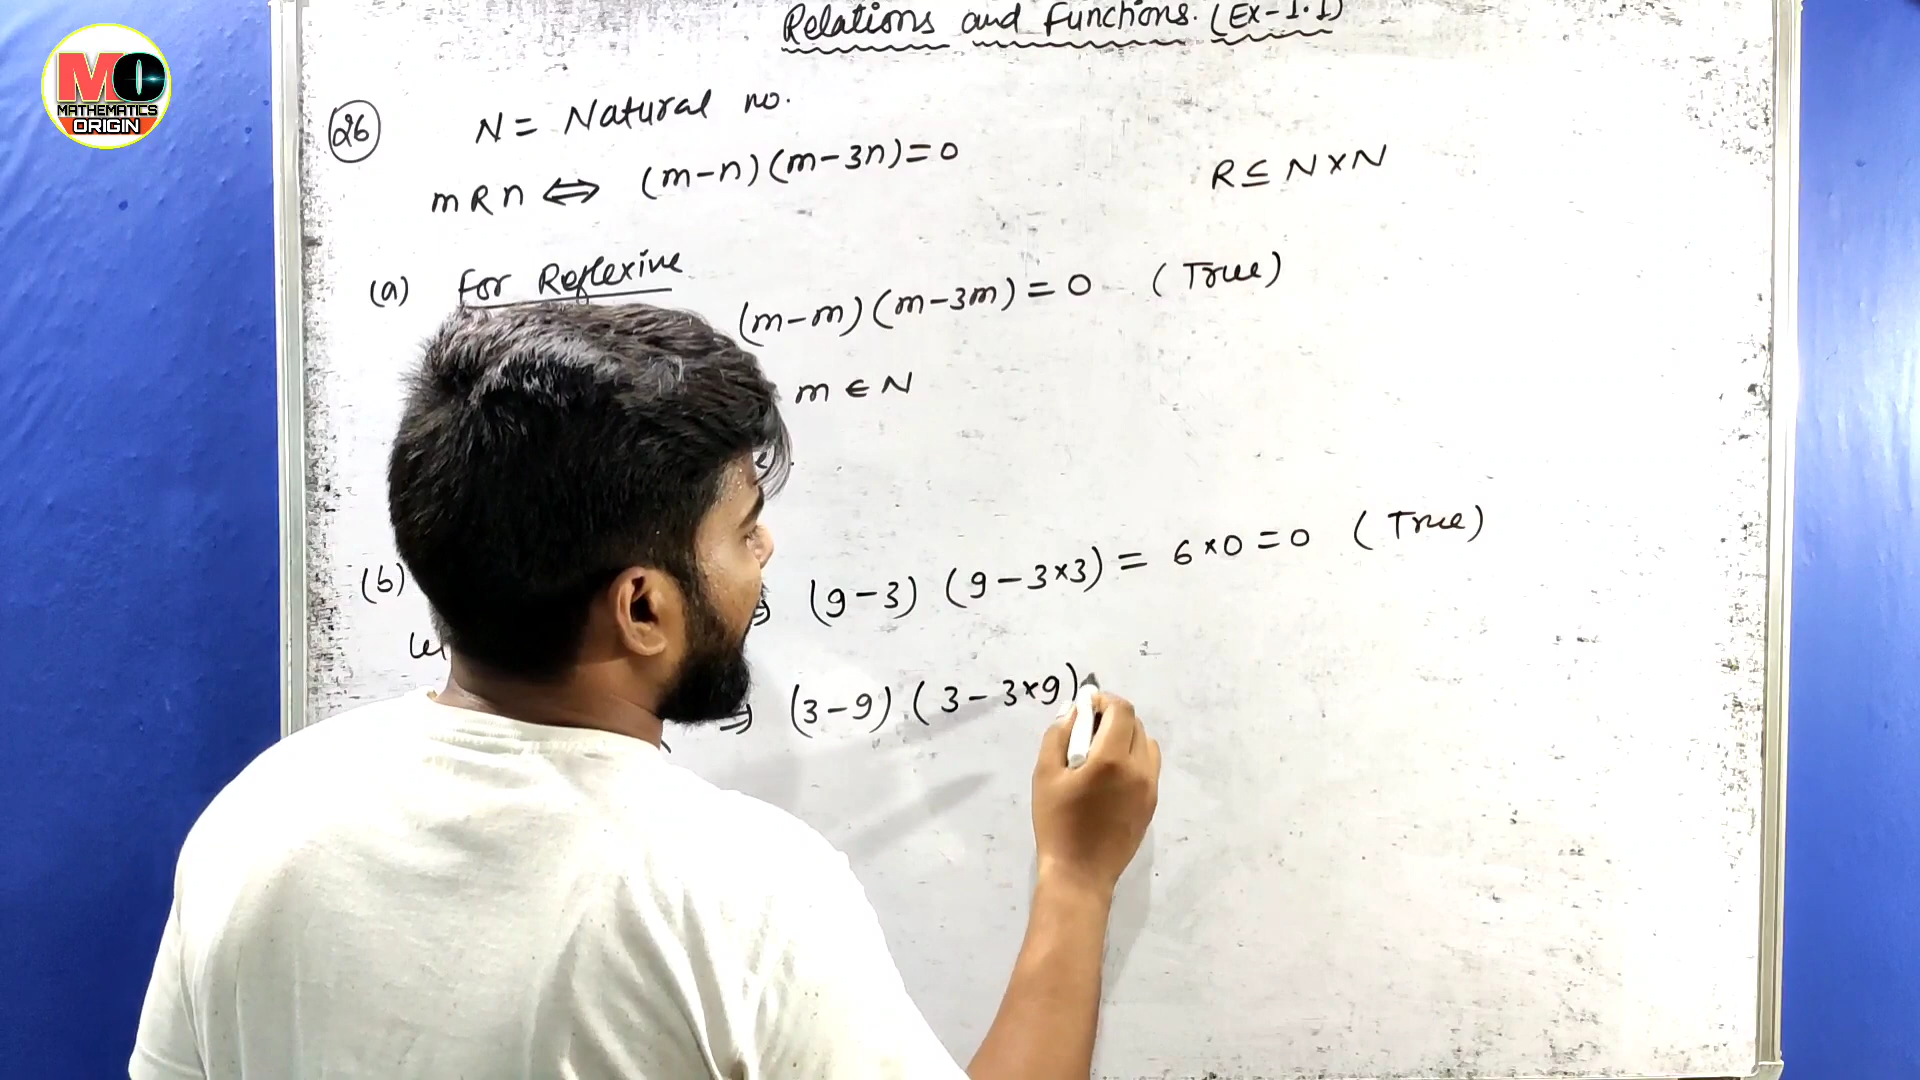 MO
MATHEMATICS
ORIGIN
Relations and Functions. (Ex-1.1)
26
N = Natural no.
m R n ⇔ (m-n)(m-3n)=0
R ⊆ N×N
(a) For Reflexive
(m-m)(m-3m)=0 (True)
m ∈ N
(b)
⇒ (9-3) (9-3×3) = 6×0=0 (True)
⇒ (3-9) (3-3×9)